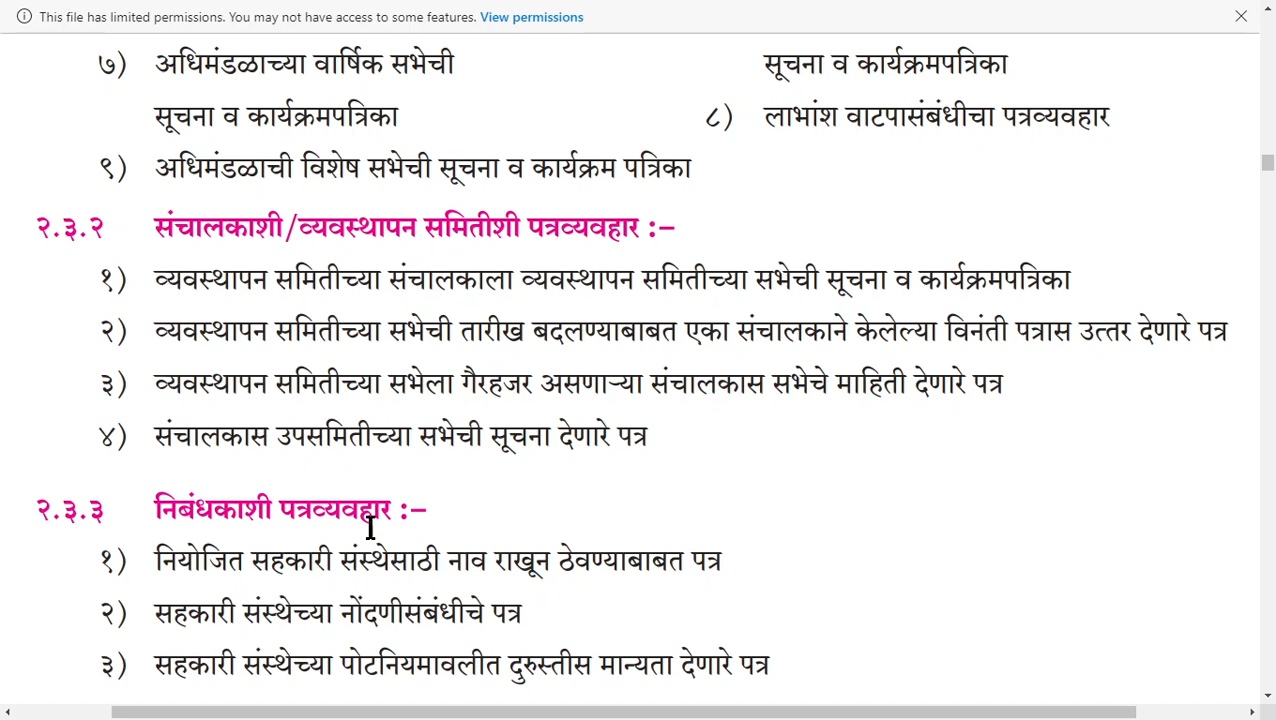 This file has limited permissions. You may not have access to some features. View permissions
७) अधिमंडळाच्या वार्षिक सभेची सूचना व कार्यक्रमपत्रिका
सूचना व कार्यक्रमपत्रिका ८) लाभांश वाटपासंबंधीचा पत्रव्यवहार
९) अधिमंडळाची विशेष सभेची सूचना व कार्यक्रम पत्रिका
२.३.२ संचालकाशी/व्यवस्थापन समितीशी पत्रव्यवहार :–
१) व्यवस्थापन समितीच्या संचालकाला व्यवस्थापन समितीच्या सभेची सूचना व कार्यक्रमपत्रिका
२) व्यवस्थापन समितीच्या सभेची तारीख बदलण्याबाबत एका संचालकाने केलेल्या विनंती पत्रास उत्तर देणारे पत्र
३) व्यवस्थापन समितीच्या सभेला गैरहजर असणाऱ्या संचालकास सभेचे माहिती देणारे पत्र
४) संचालकास उपसमितीच्या सभेची सूचना देणारे पत्र
२.३.३ निबंधकाशी पत्रव्यवहार :–
१) नियोजित सहकारी संस्थेसाठी नाव राखून ठेवण्याबाबत पत्र
२) सहकारी संस्थेच्या नोंदणीसंबंधीचे पत्र
३) सहकारी संस्थेच्या पोटनियमावलीत दुरुस्तीस मान्यता देणारे पत्र